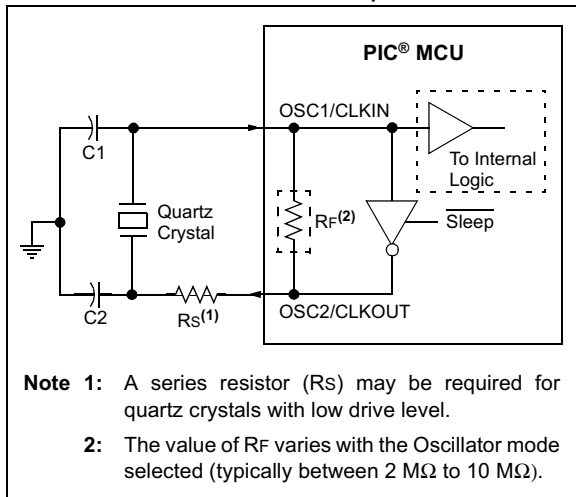 PIC® MCU
OSC1/CLKIN
C1
To Internal
Logic
Quartz
Crystal
RF(2)
Sleep
C2
RS(1)
OSC2/CLKOUT
Note 1: A series resistor (RS) may be required for
quartz crystals with low drive level.
2: The value of RF varies with the Oscillator mode
selected (typically between 2 MΩ to 10 MΩ).